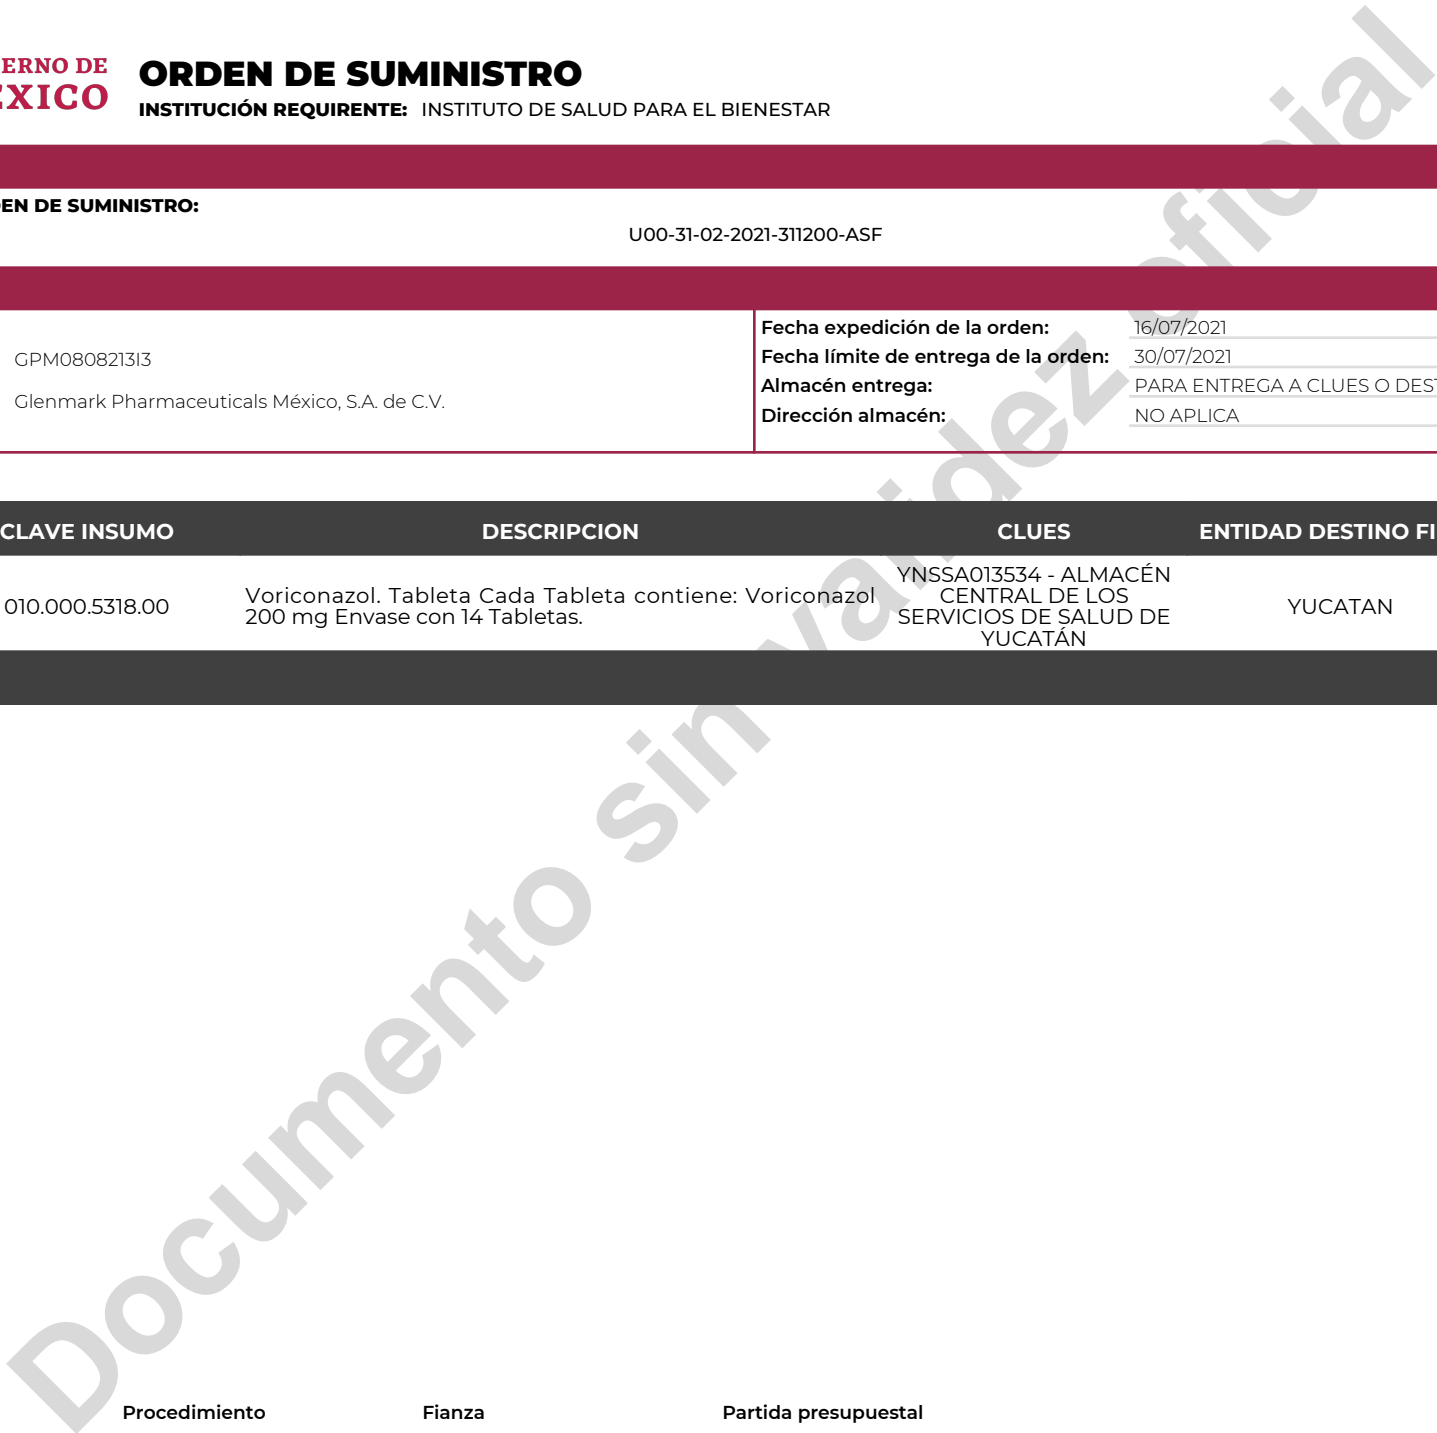 ERNO DE
ÉXICO
ORDEN DE SUMINISTRO
INSTITUCIÓN REQUIRENTE: INSTITUTO DE SALUD PARA EL BIENESTAR
EN DE SUMINISTRO:
U00-31-02-2021-311200-ASF
GPM0808213I3
Glenmark Pharmaceuticals México, S.A. de C.V.
Fecha expedición de la orden: 16/07/2021
Fecha límite de entrega de la orden: 30/07/2021
Almacén entrega: PARA ENTREGA A CLUES O DEST
Dirección almacén: NO APLICA
CLAVE INSUMO DESCRIPCION CLUES ENTIDAD DESTINO FI
010.000.5318.00
Voriconazol. Tableta Cada Tableta contiene: Voriconazol
200 mg Envase con 14 Tabletas.
YNSSA013534 - ALMACÉN
CENTRAL DE LOS
SERVICIOS DE SALUD DE
YUCATÁN
YUCATAN
Documento sin validez oficial
Procedimiento Fianza Partida presupuestal